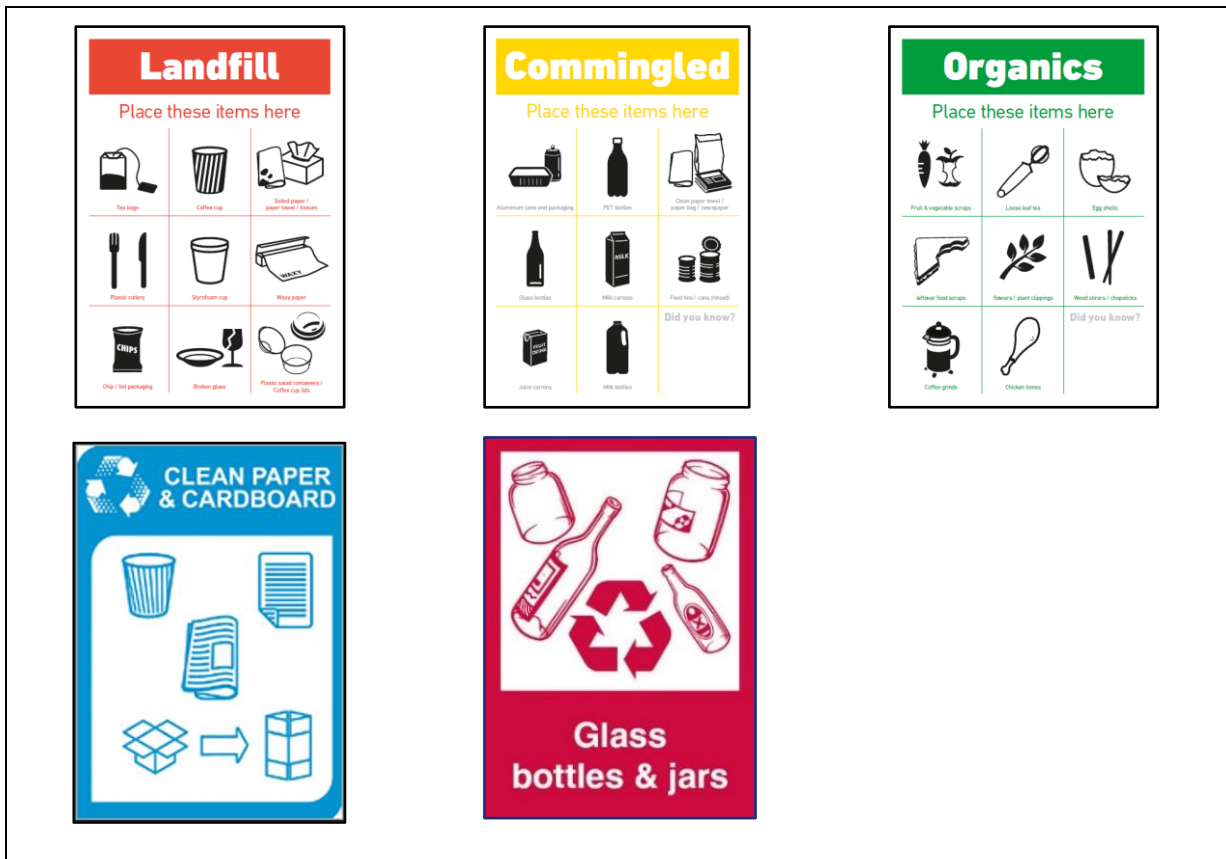 Landfill
Place these items here
Tea bags
Coffee cup
Soiled paper /
paper towel / tissues
Plastic cutlery
Styrofoam cup
WAXY
Waxy paper
CHIPS
Chip / foil packaging
Broken glass
Plastic salad containers /
Coffee cup lids
Commingled
Place these items here
Aluminium cans and packaging
PET bottles
Clean paper towel /
paper bag / newspaper
Glass bottles
MILK
Milk cartons
Food tins / cans (rinsed)
FRUIT
DRINK
Juice cartons
Milk bottles
Did you know?
Organics
Place these items here
Fruit & vegetable scraps
Loose leaf tea
Egg shells
leftover food scraps
flowers / plant clippings
Wood stirers / chopsticks
Coffee grinds
Chicken bones
Did you know?
CLEAN PAPER
& CARDBOARD
Glass
bottles & jars